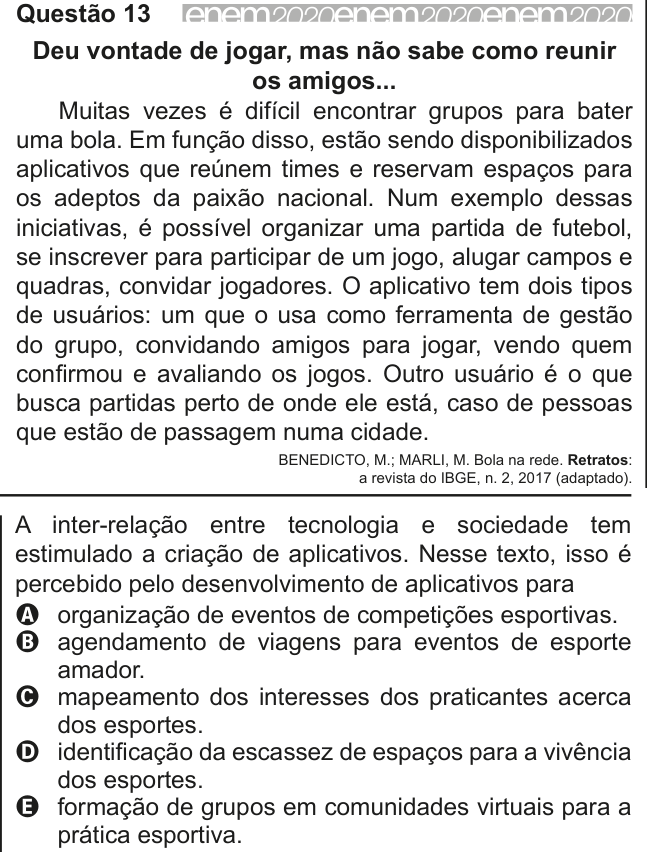 Questão 13 enem2020enem2020enem2020
Deu vontade de jogar, mas não sabe como reunir
os amigos...
Muitas vezes é difícil encontrar grupos para bater
uma bola. Em função disso, estão sendo disponibilizados
aplicativos que reúnem times e reservam espaços para
os adeptos da paixão nacional. Num exemplo dessas
iniciativas, é possível organizar uma partida de futebol,
se inscrever para participar de um jogo, alugar campos e
quadras, convidar jogadores. O aplicativo tem dois tipos
de usuários: um que o usa como ferramenta de gestão
do grupo, convidando amigos para jogar, vendo quem
confirmou e avaliando os jogos. Outro usuário é o que
busca partidas perto de onde ele está, caso de pessoas
que estão de passagem numa cidade.
BENEDICTO, M.; MARLI, M. Bola na rede. Retratos:
a revista do IBGE, n. 2, 2017 (adaptado).
A inter-relação entre tecnologia e sociedade tem
estimulado a criação de aplicativos. Nesse texto, isso é
percebido pelo desenvolvimento de aplicativos para
A organização de eventos de competições esportivas.
B agendamento de viagens para eventos de esporte
amador.
C mapeamento dos interesses dos praticantes acerca
dos esportes.
D identificação da escassez de espaços para a vivência
dos esportes.
E formação de grupos em comunidades virtuais para a
prática esportiva.